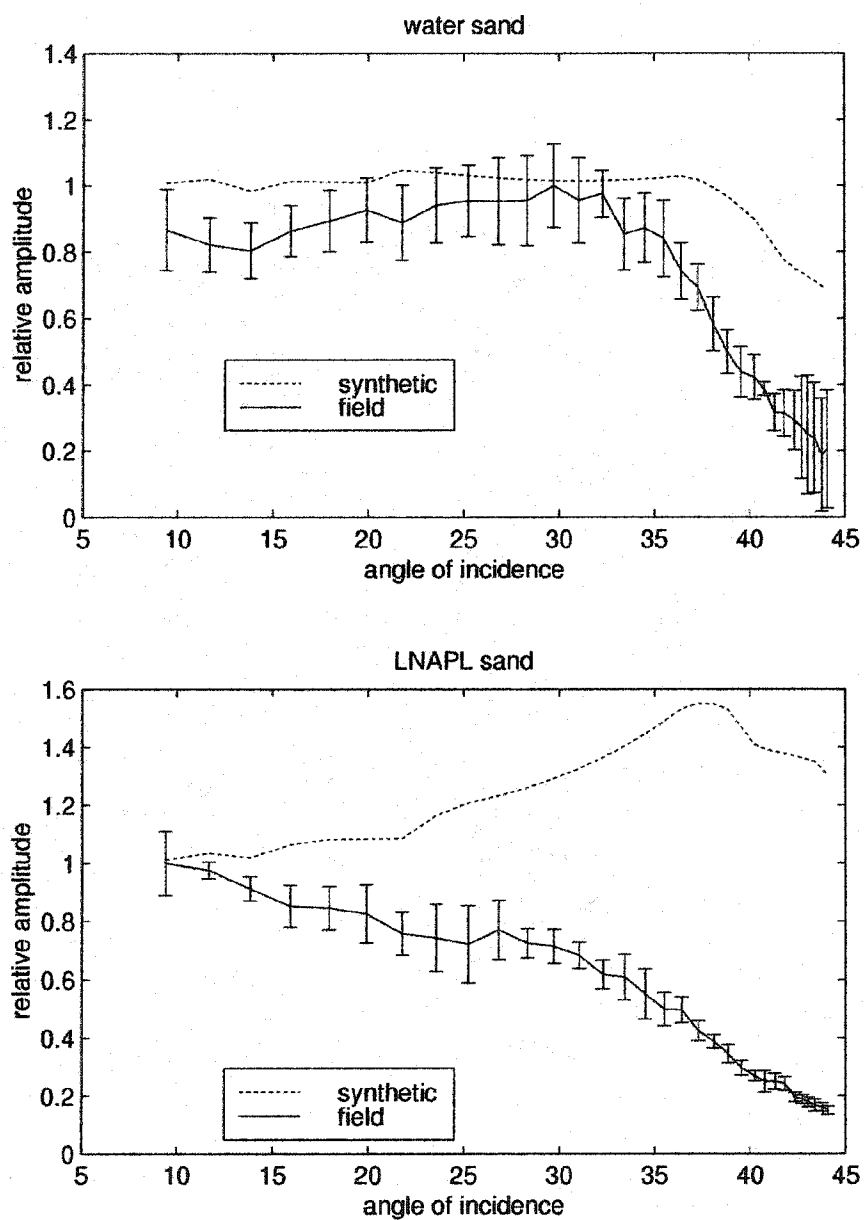 water sand
1.4
1.2
1
0.8
0.6
0.4
0.2
0
relative amplitude
synthetic
field
5 10 15 20 25 30 35 40 45
angle of incidence
LNAPL sand
1.6
1.4
1.2
1
0.8
0.6
0.4
0.2
0
relative amplitude
synthetic
field
5 10 15 20 25 30 35 40 45
angle of incidence